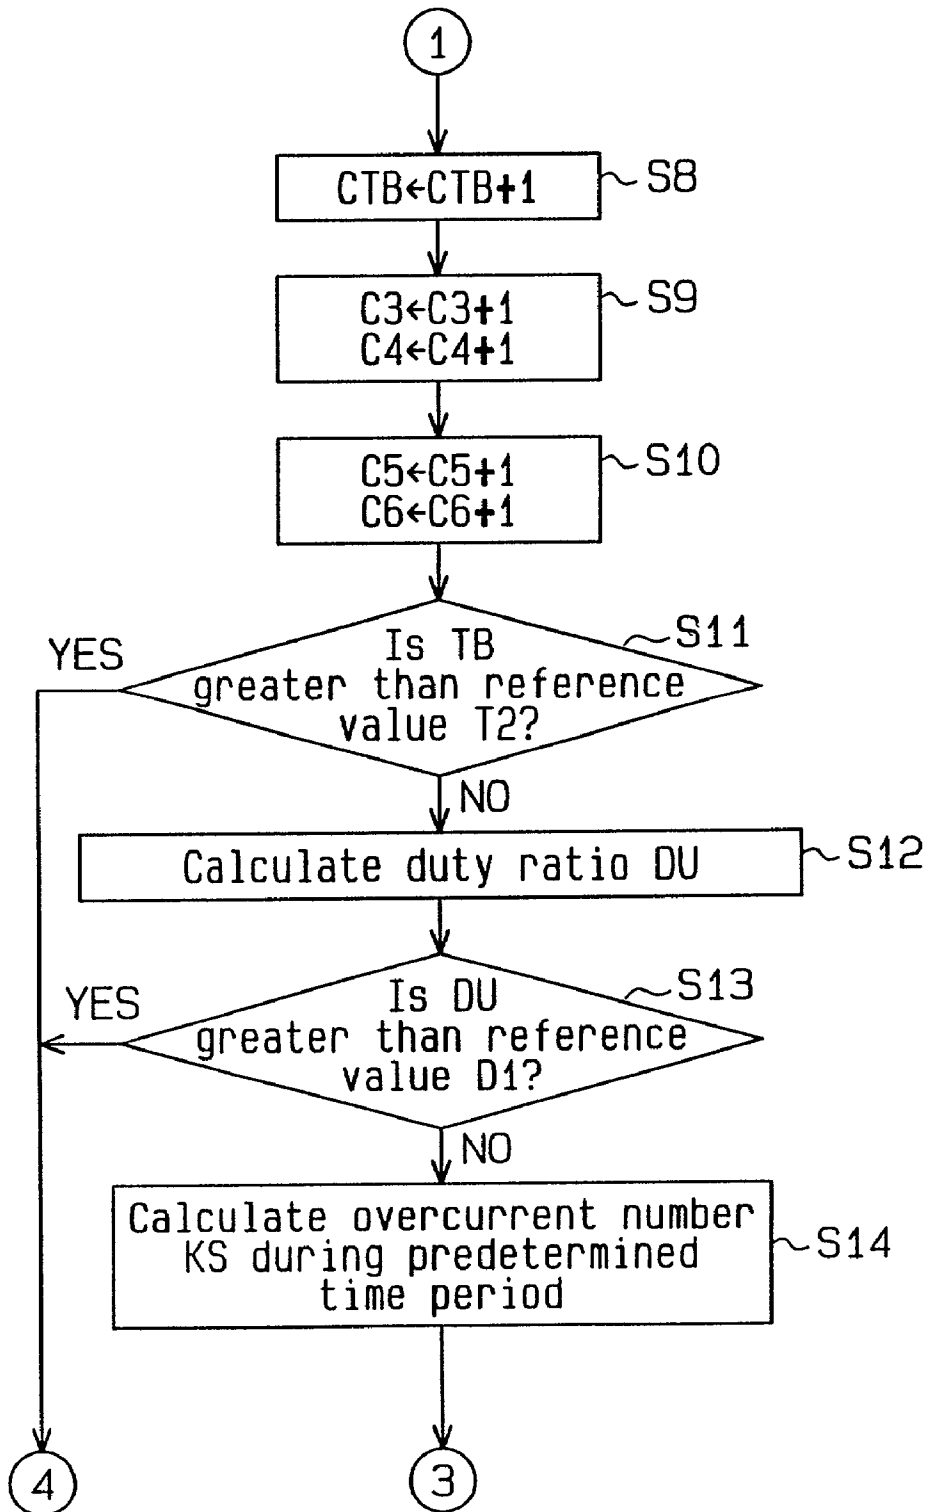 1
CTB←CTB+1
S8
C3←C3+1
C4←C4+1
S9
C5←C5+1
C6←C6+1
S10
Is TB
greater than reference
value T2?
S11
YES
NO
Calculate duty ratio DU
S12
Is DU
greater than reference
value D1?
S13
YES
NO
Calculate overcurrent number
KS during predetermined
time period
S14
4
3